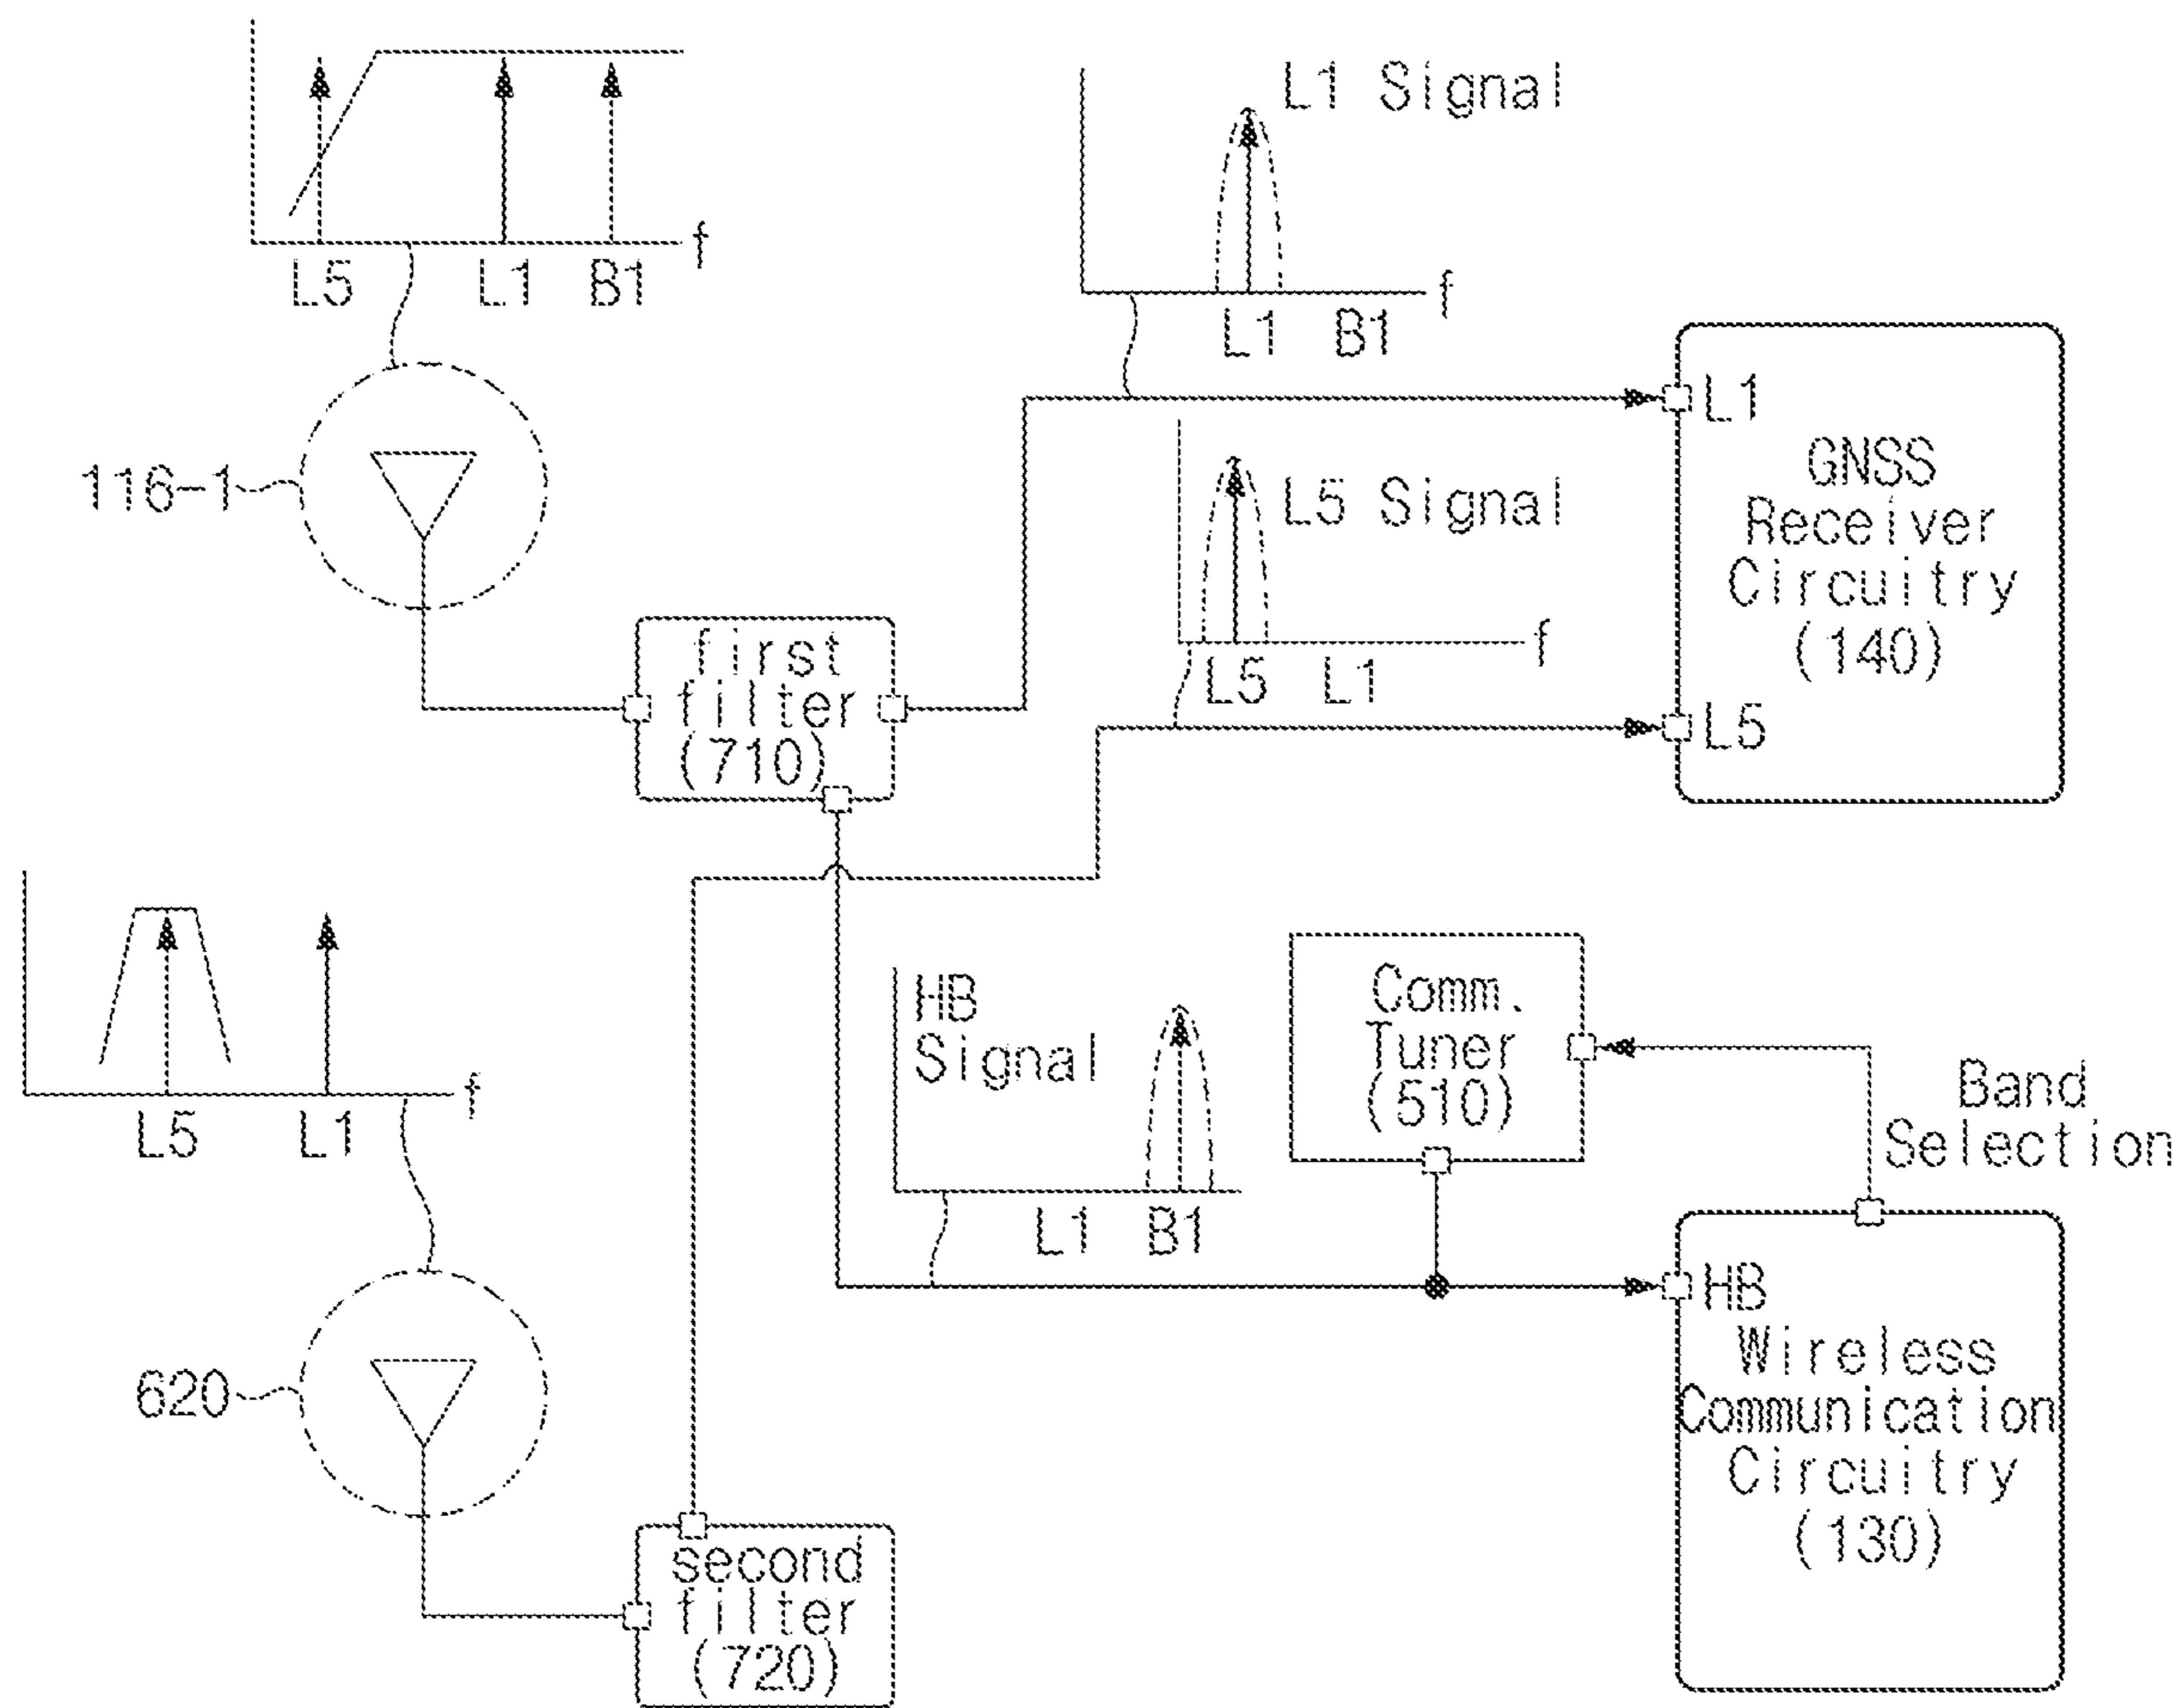 f
L5 L1 B1
116-1
L1 Signal
f
L1 B1
L5 Signal
f
L5 L1
L1
GNSS
Receiver
Circuitry
(140)
L5
first
filter
(710)
f
L5 L1
620
HB
Signal
L1 B1
Comm.
Tuner
(510)
Band
Selection
HB
Wireless
Communication
Circuitry
(130)
second
filter
(720)